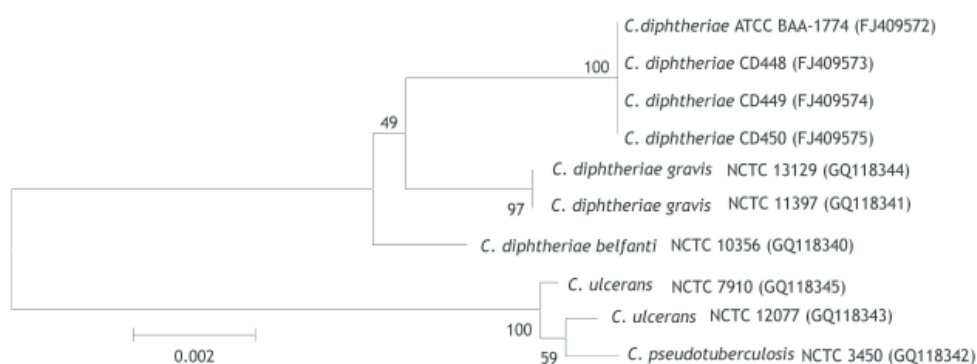 C.diphtheriae ATCC BAA-1774 (FJ409572)
100
C. diphtheriae CD448 (FJ409573)
C. diphtheriae CD449 (FJ409574)
49
C. diphtheriae CD450 (FJ409575)
C. diphtheriae gravis NCTC 13129 (GQ118344)
97
C. diphtheriae gravis NCTC 11397 (GQ118341)
C. diphtheriae belfanti NCTC 10356 (GQ118340)
C. ulcerans NCTC 7910 (GQ118345)
C. ulcerans NCTC 12077 (GQ118343)
100
0.002
59
C. pseudotuberculosis NCTC 3450 (GQ118342)